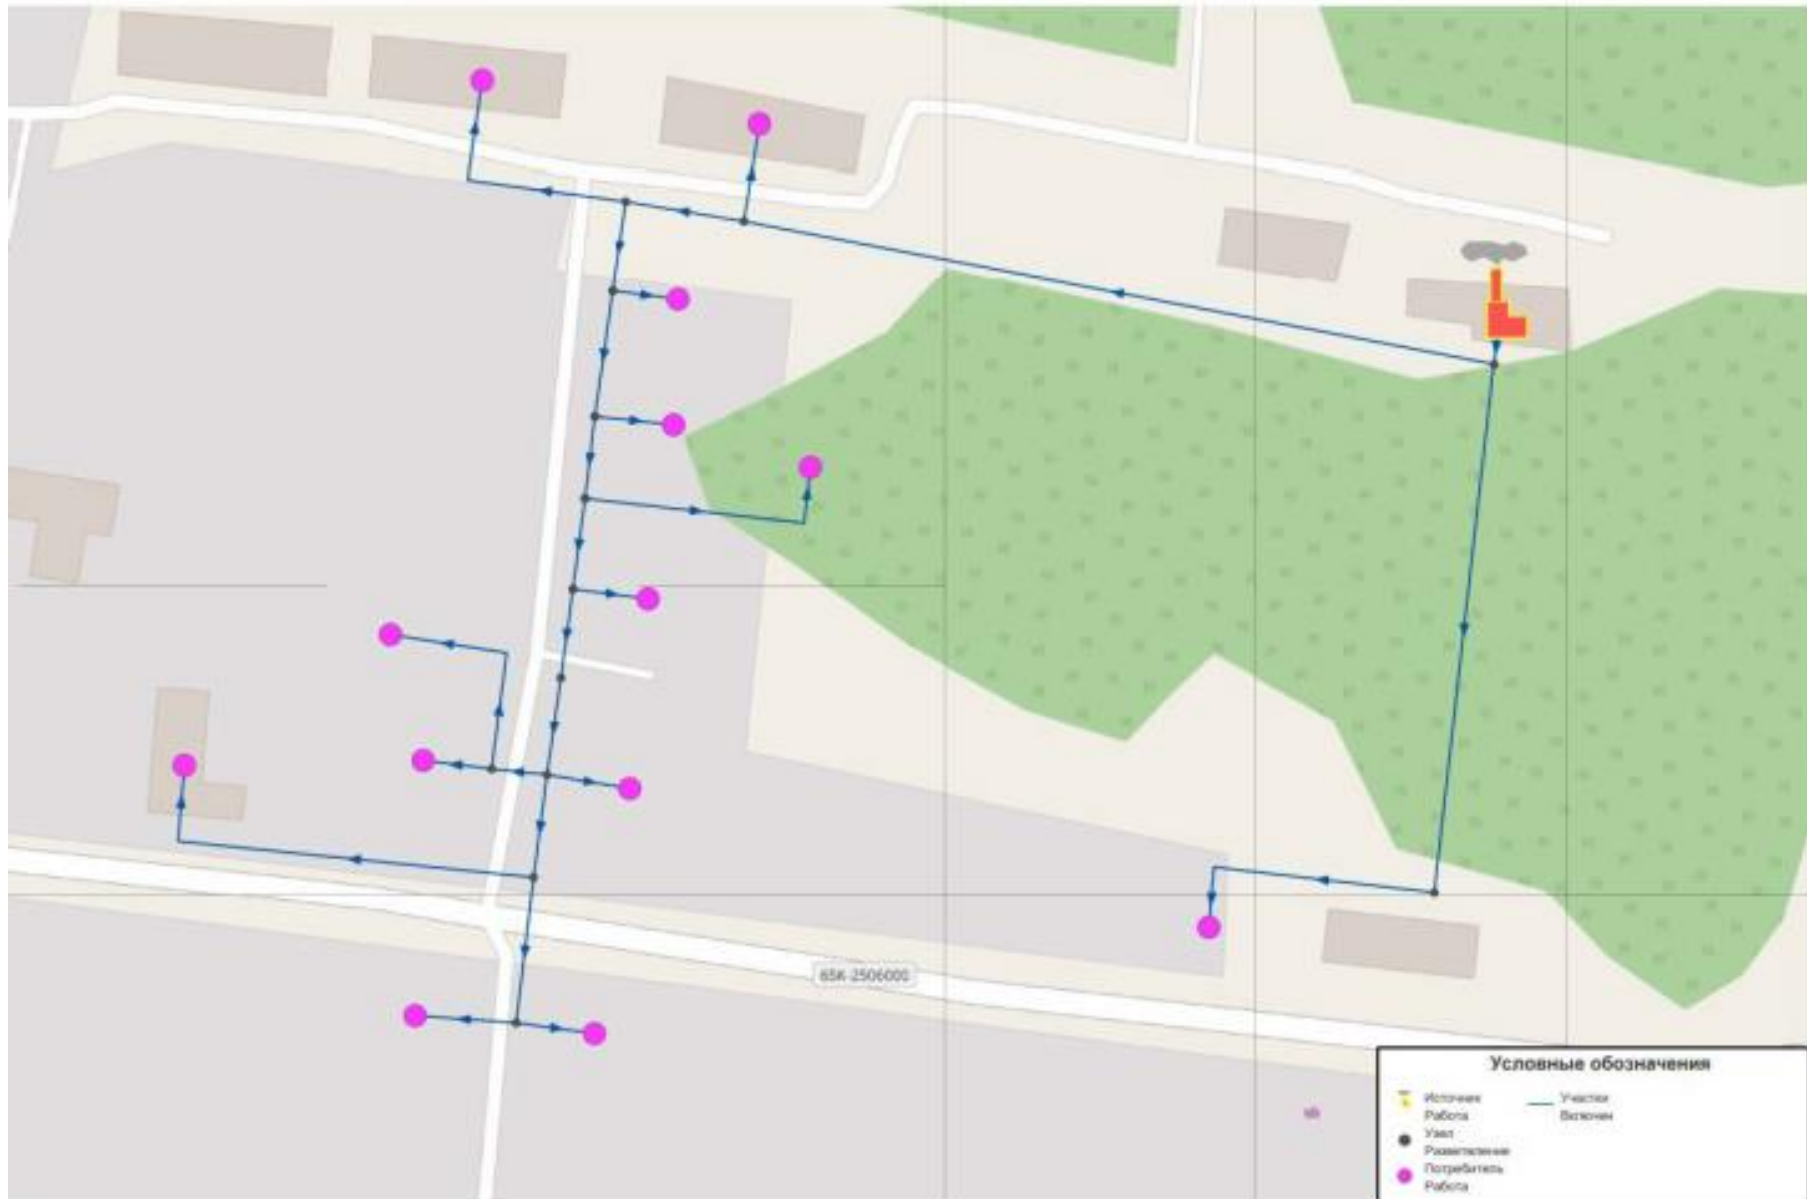 65К-2506000
Условные обозначения
Источник
Работа
Участки
Включен
Узел
Разветвление
Потребитель
Работа